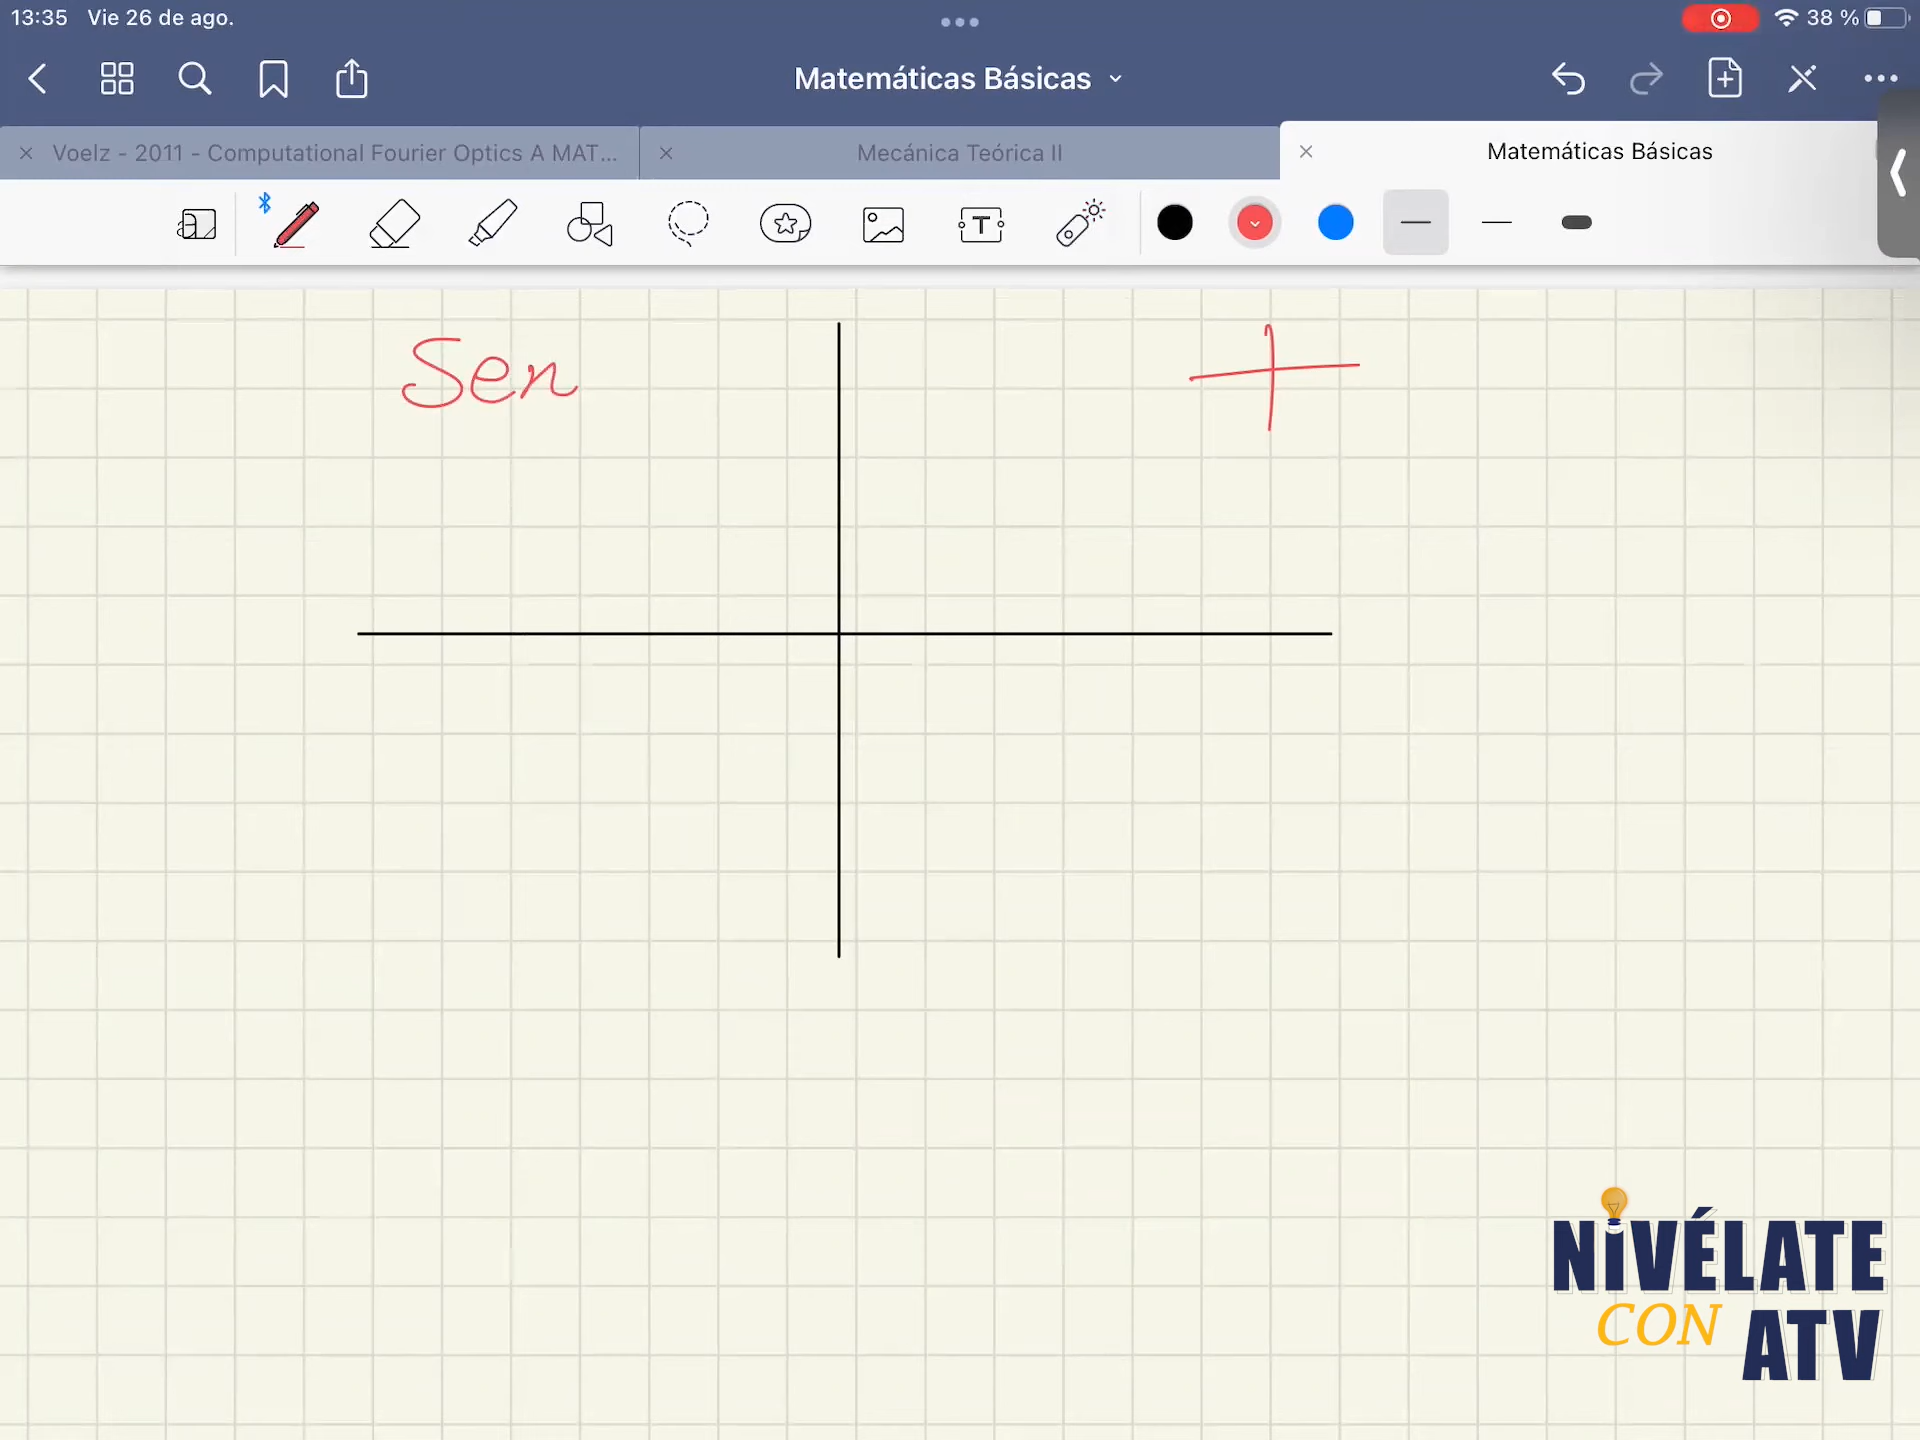 13:35 Vie 26 de ago. 38 %
Matemáticas Básicas
Voelz - 2011 - Computational Fourier Optics A MAT... Mecánica Teórica II Matemáticas Básicas
Sen +
NIVÉLATE
CON
ATV